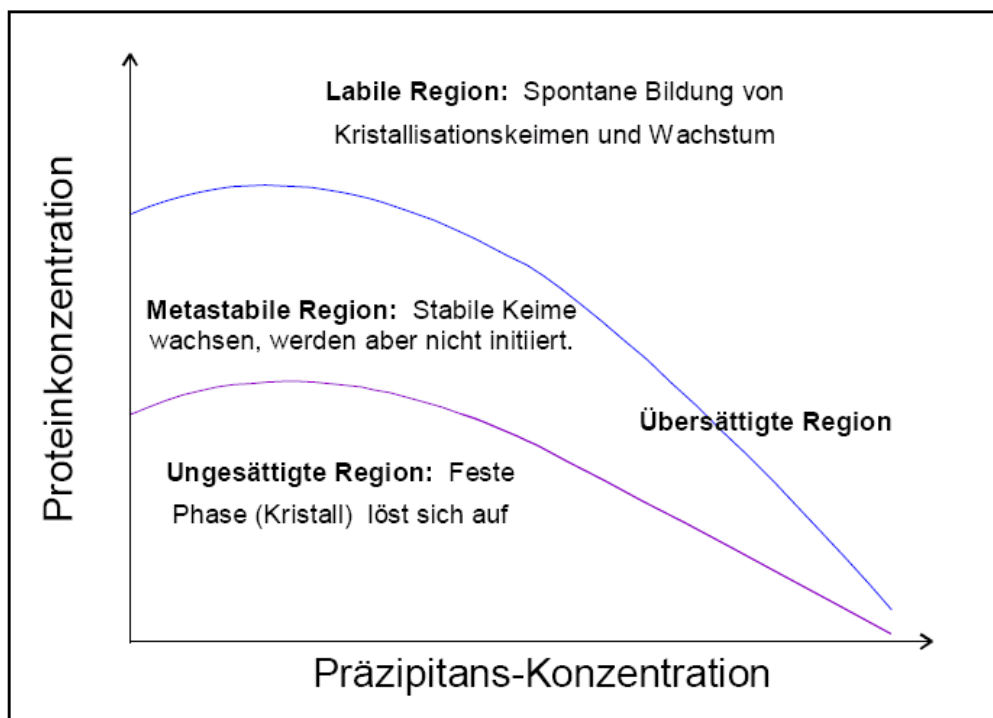 Labile Region: Spontane Bildung von
Kristallisationskeimen und Wachstum
Proteinkonzentration
Metastabile Region: Stabile Keime
wachsen, werden aber nicht initiiert.
Übersättigte Region
Ungesättigte Region: Feste
Phase (Kristall) löst sich auf
Präzipitans-Konzentration